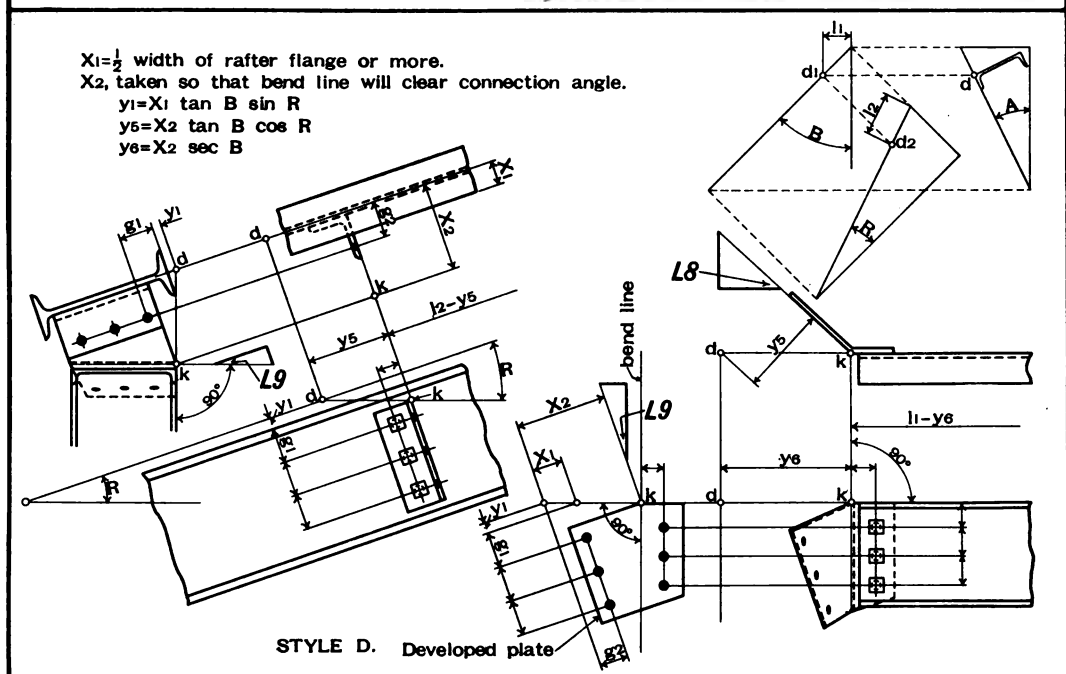 X1=½ width of rafter flange or more.
X2, taken so that bend line will clear connection angle.
y1=X1 tan B sin R
y5=X2 tan B cos R
y6=X2 sec B
l1
d1
d
A
B
l2
d2
R
X1
g2
X2
g1
y1
d
d
k
l2-y5
y5
k
L9
90°
bend line
L8
y5
d
k
R
d
k
y1
g1
R
X2
L9
X1
l1-y6
y6
90°
k
d
k
y1
90°
g1
g2
STYLE D.
Developed plate